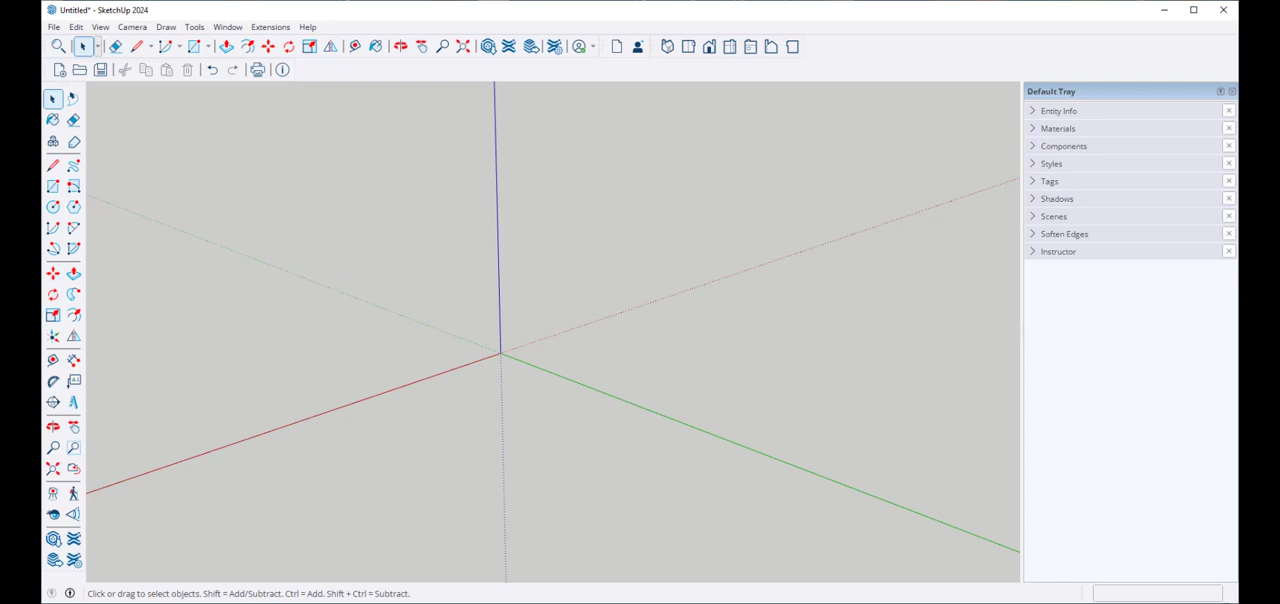 Untitled* - SketchUp 2024
File Edit View Camera Draw Tools Window Extensions Help
Default Tray
Entity Info
Materials
Components
Styles
Tags
Shadows
Scenes
Soften Edges
Instructor
Click or drag to select objects. Shift = Add/Subtract. Ctrl = Add. Shift + Ctrl = Subtract.